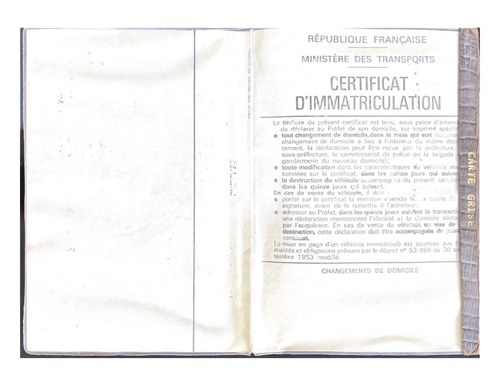 RÉPUBLIQUE FRANÇAISE
MINISTÈRE DES TRANSPORTS
CERTIFICAT
D'IMMATRICULATION
Le titulaire du présent certificat est tenu, sous peine d'amende
de déclarer au Préfet de son domicile, sur imprimé
● tout changement de domicile, dans le mois qui suit
changement de domicile a lieu à l'intérieur du même
tement, la déclaration peut être reçue par la préfecture,
sous-préfecture, le commissariat de police ou la brigade
gendarmerie du nouveau domicile);
● toute modification dans les caractéristiques du véhicule
tionnées sur le certificat, dans les quinze jours qui
● la destruction du véhicule accompagnée du présent
dans les quinze jours qui suivent.
En cas de vente du véhicule, il doit :
● porter sur le certificat la mention « vendu le
signature, avant de le remettre à l'acheteur.
● adresser au Préfet, dans les quinze jours suivant la
une déclaration mentionnant l'identité et le domicile
par l'acquéreur. En cas de vente du véhicule en vue de
destruction, cette déclaration doit être accompagnée du
certificat.
La mise en gage d'un véhicule immatriculé est soumise aux
malités et obligations prévues par le décret n° 53-968 du 30
tembre 1953 modifié.
CHANGEMENTS DE DOMICILE
CARTE GRISE